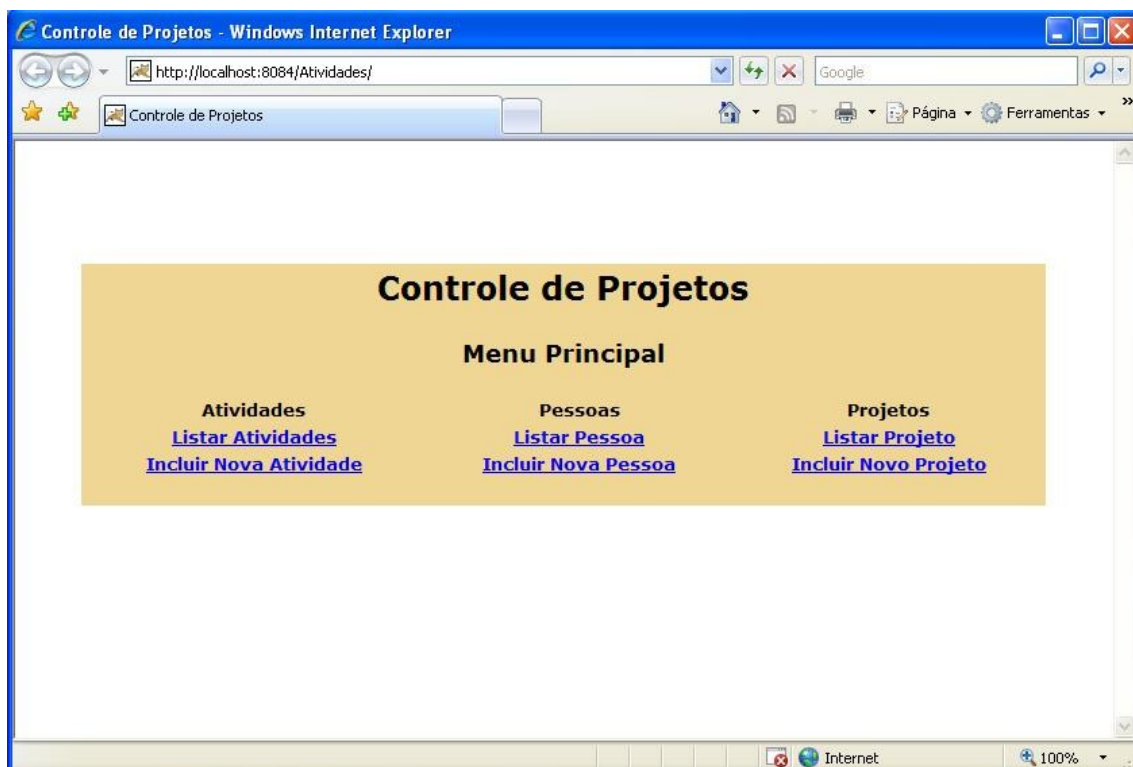 Controle de Projetos - Windows Internet Explorer
http://localhost:8084/Atividades/
Google
Controle de Projetos
Página
Ferramentas
»
Controle de Projetos
Menu Principal
Atividades Pessoas Projetos
Listar Atividades Listar Pessoa Listar Projeto
Incluir Nova Atividade Incluir Nova Pessoa Incluir Novo Projeto
Internet
100%